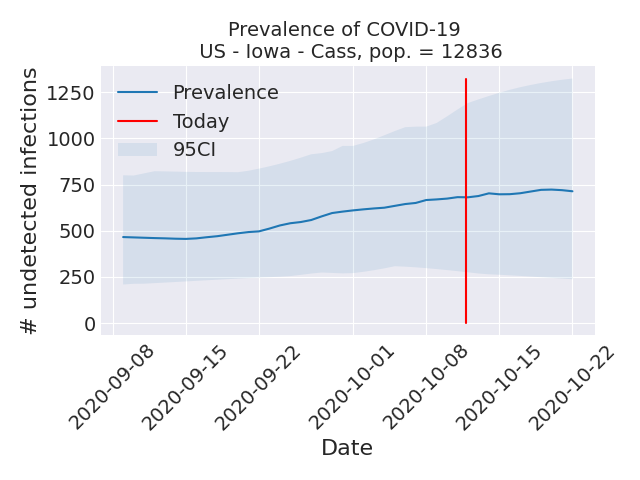 Prevalence of COVID-19
US - Iowa - Cass, pop. = 12836
# undetected infections
1250
1000
750
500
250
0
Prevalence
Today
95CI
2020-09-08
2020-09-15
2020-09-22
2020-10-01
2020-10-08
2020-10-15
2020-10-22
Date